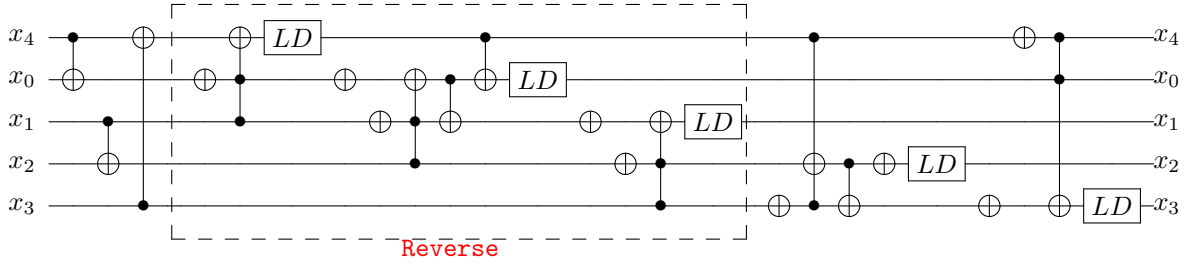 x₄ LD x₄
x₀ LD x₀
x₁ LD x₁
x₂ LD x₂
x₃ LD x₃
Reverse